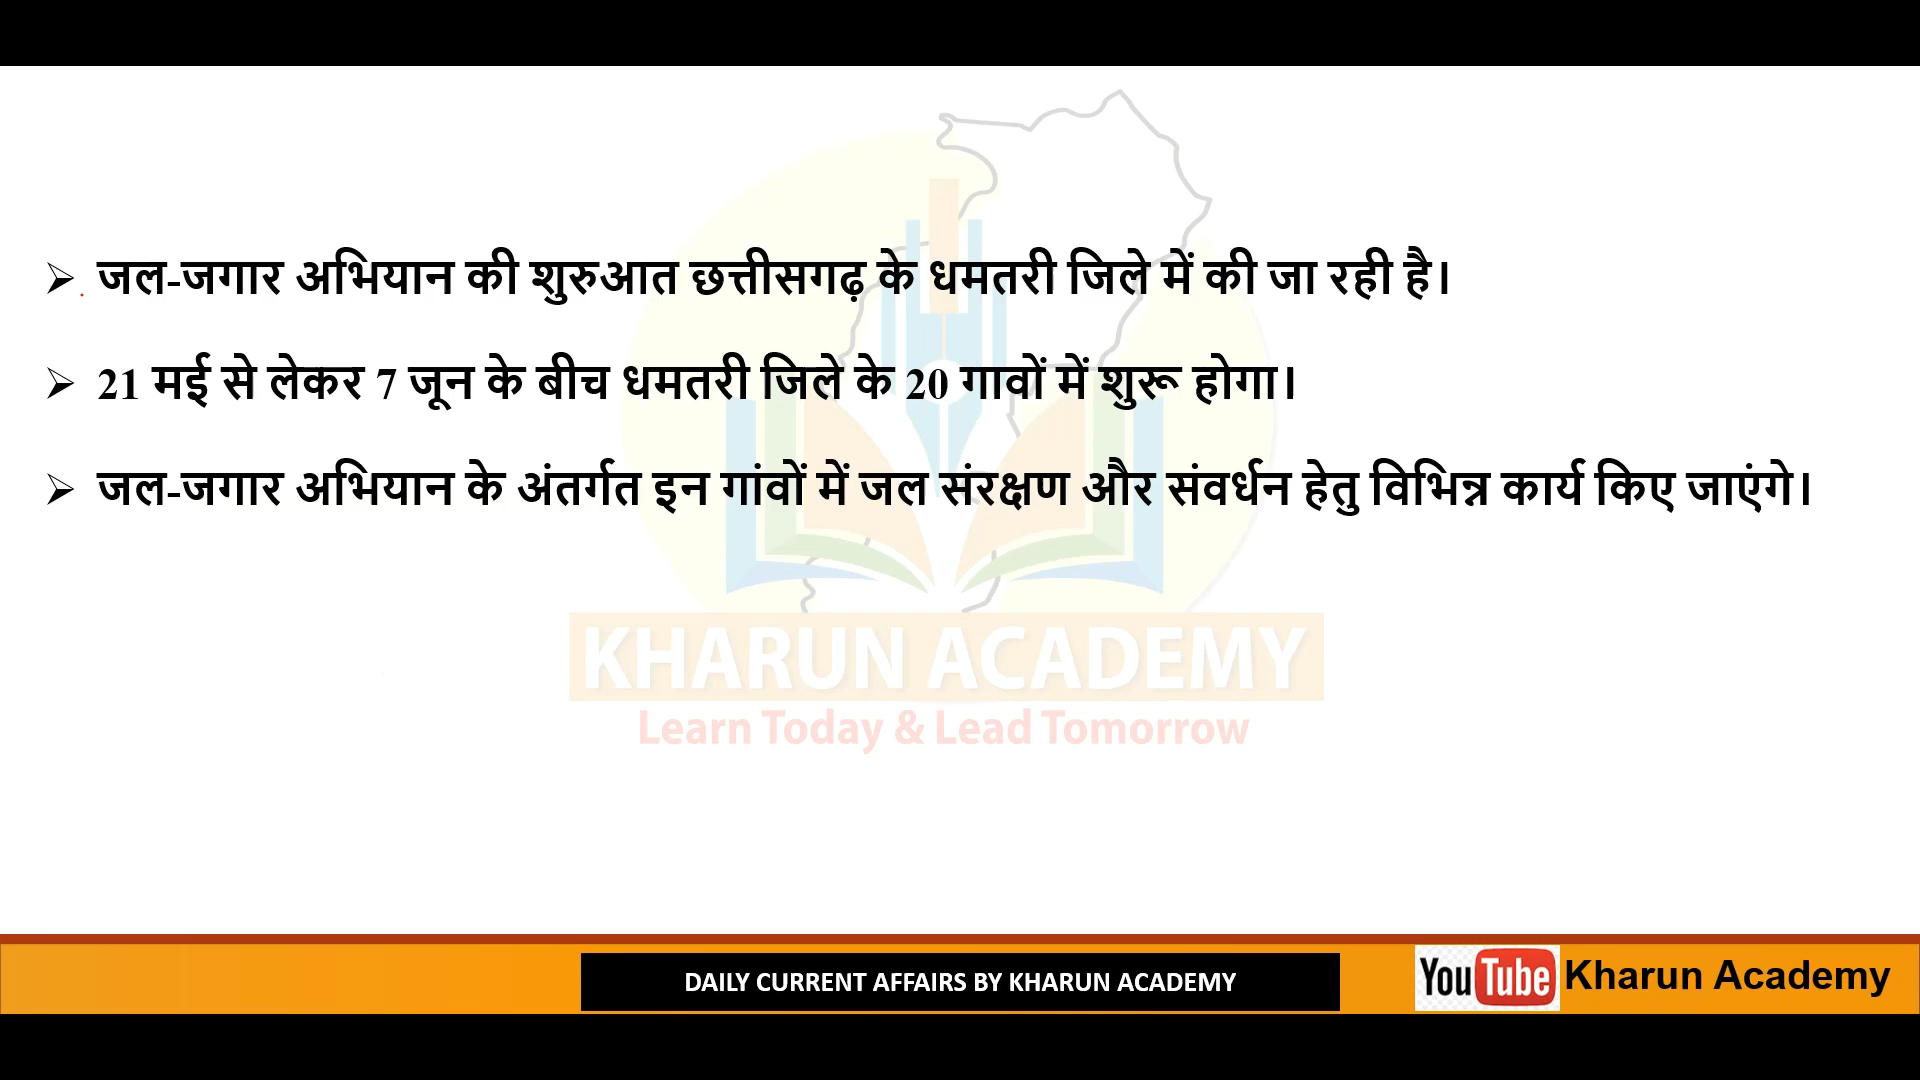 ➢ जल-जगार अभियान की शुरुआत छत्तीसगढ़ के धमतरी जिले में की जा रही है।
➢ 21 मई से लेकर 7 जून के बीच धमतरी जिले के 20 गावों में शुरू होगा।
➢ जल-जगार अभियान के अंतर्गत इन गांवों में जल संरक्षण और संवर्धन हेतु विभिन्न कार्य किए जाएंगे।
KHARUN ACADEMY
Learn Today & Lead Tomorrow
DAILY CURRENT AFFAIRS BY KHARUN ACADEMY
YouTube Kharun Academy